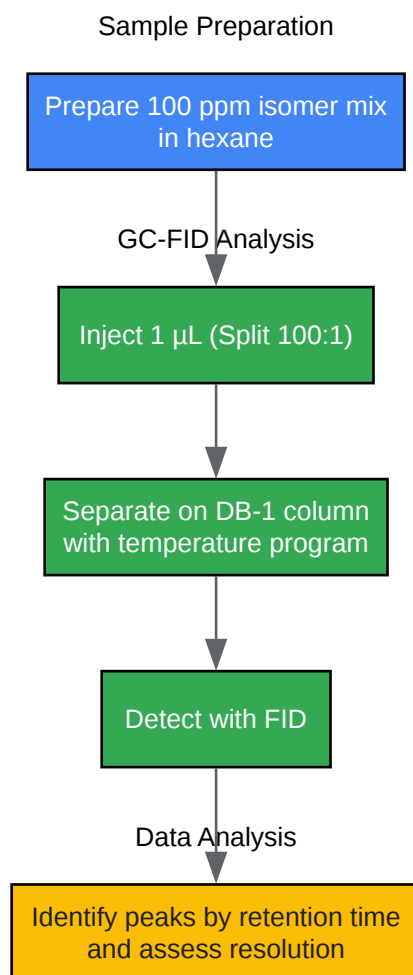 Sample Preparation
Prepare 100 ppm isomer mix
in hexane
GC-FID Analysis
Inject 1 µL (Split 100:1)
Separate on DB-1 column
with temperature program
Detect with FID
Data Analysis
Identify peaks by retention time
and assess resolution